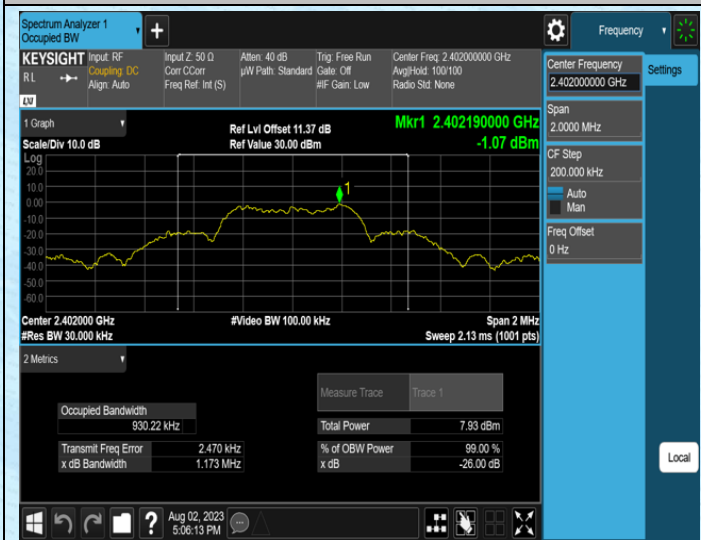 Spectrum Analyzer 1
Occupied BW
+
Frequency
KEYSIGHT
RL
LXI
Input: RF
Coupling: DC
Align: Auto
Input Z: 50 Ω
Corr CCorr
Freq Ref: Int (S)
Atten: 40 dB
µW Path: Standard
Trig: Free Run
Gate: Off
#IF Gain: Low
Center Freq: 2.402000000 GHz
Avg|Hold: 100/100
Radio Std: None
Center Frequency
2.402000000 GHz
Settings
Span
2.0000 MHz
CF Step
200.000 kHz
Auto
Man
Freq Offset
0 Hz
1 Graph
Scale/Div 10.0 dB
Ref Lvl Offset 11.37 dB
Ref Value 30.00 dBm
Mkr1 2.402190000 GHz
-1.07 dBm
Log
20.0
10.0
0.00
-10.0
-20.0
-30.0
-40.0
-50.0
-60.0
1
Center 2.402000 GHz
#Res BW 30.000 kHz
#Video BW 100.00 kHz
Span 2 MHz
Sweep 2.13 ms (1001 pts)
2 Metrics
Measure Trace
Trace 1
Occupied Bandwidth
930.22 kHz
Total Power
7.93 dBm
Transmit Freq Error
2.470 kHz
% of OBW Power
99.00 %
x dB Bandwidth
1.173 MHz
x dB
-26.00 dB
Local
?
Aug 02, 2023
5:06:13 PM